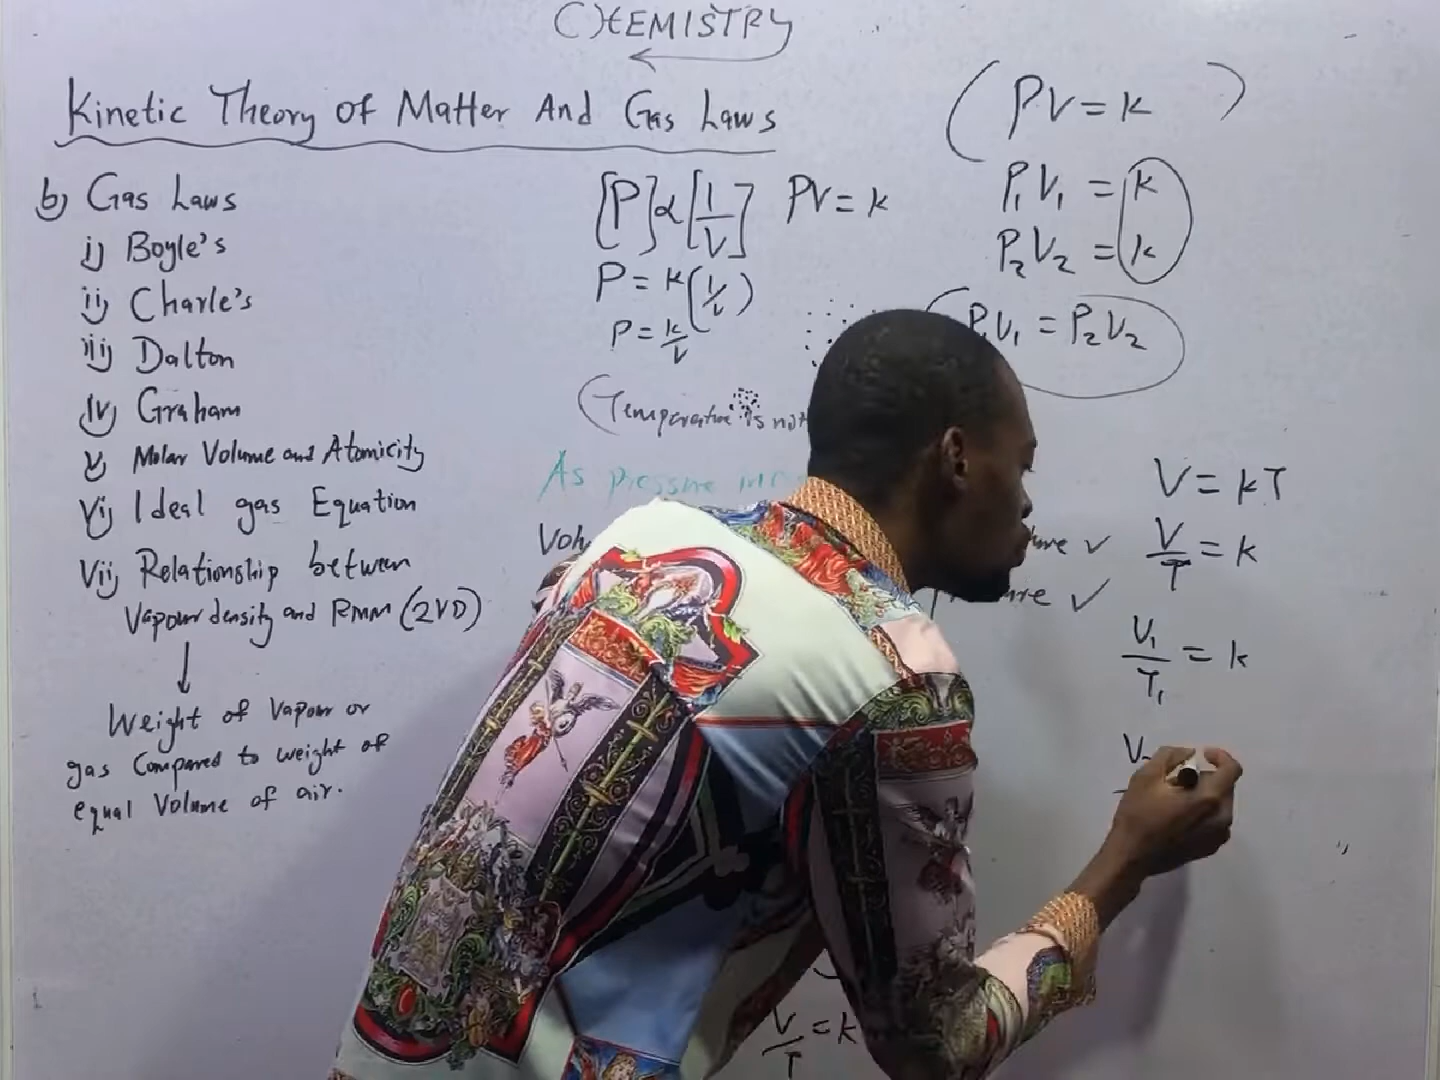 CHEMISTRY
Kinetic Theory Of Matter And Gas Laws
b) Gas Laws
i) Boyle's
ii) Charle's
iii) Dalton
iv) Graham
v) Molar Volume and Atomicity
vi) Ideal gas Equation
vii) Relationship between
Vapour density and RMM (2VD)
↓
Weight of Vapour or
gas Compared to weight of
equal Volume of air.
[P] α [1/V] PV = k
P = k(1/V)
P = k/V
(Temperature is not
As pressure
V/T = k
(PV = k)
P₁V₁ = k
P₂V₂ = k
P₁V₁ = P₂V₂
V = kT
V/T = k
V₁/T₁ = k